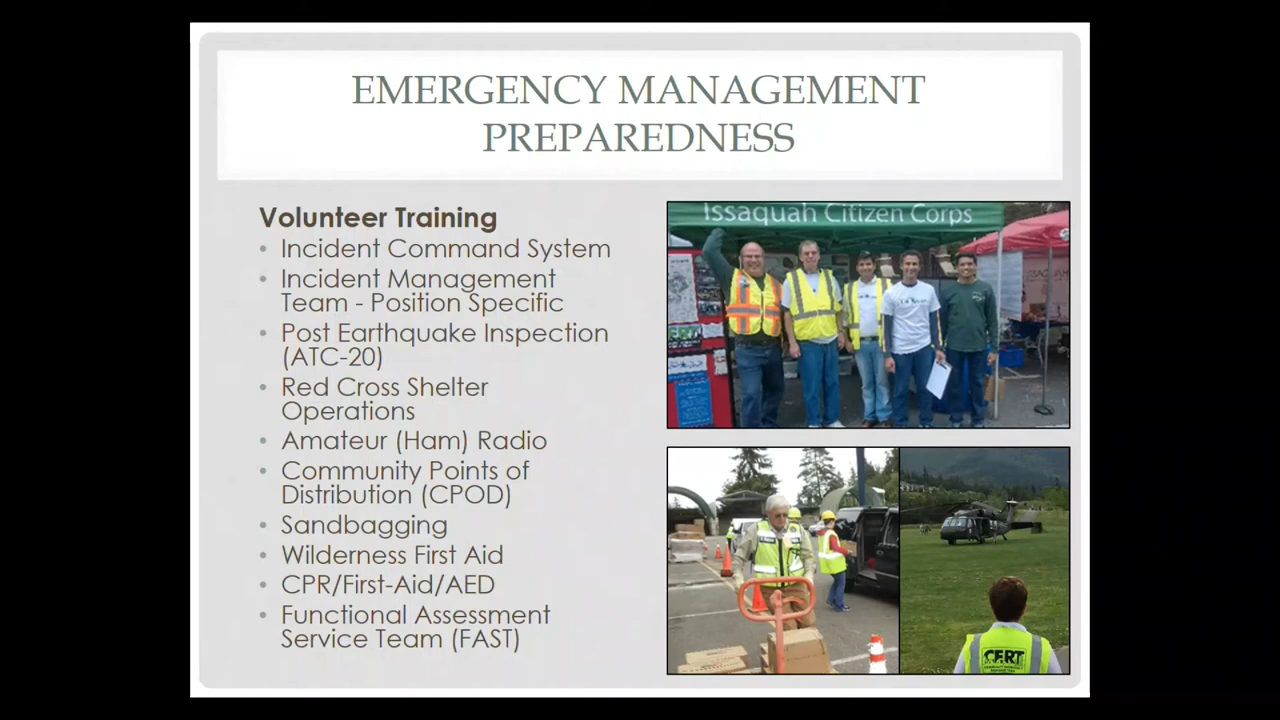 EMERGENCY MANAGEMENT
PREPAREDNESS
Volunteer Training
• Incident Command System
• Incident Management
Team - Position Specific
• Post Earthquake Inspection
(ATC-20)
• Red Cross Shelter
Operations
• Amateur (Ham) Radio
• Community Points of
Distribution (CPOD)
• Sandbagging
• Wilderness First Aid
• CPR/First-Aid/AED
• Functional Assessment
Service Team (FAST)
Issaquah Citizen Corps
CERT